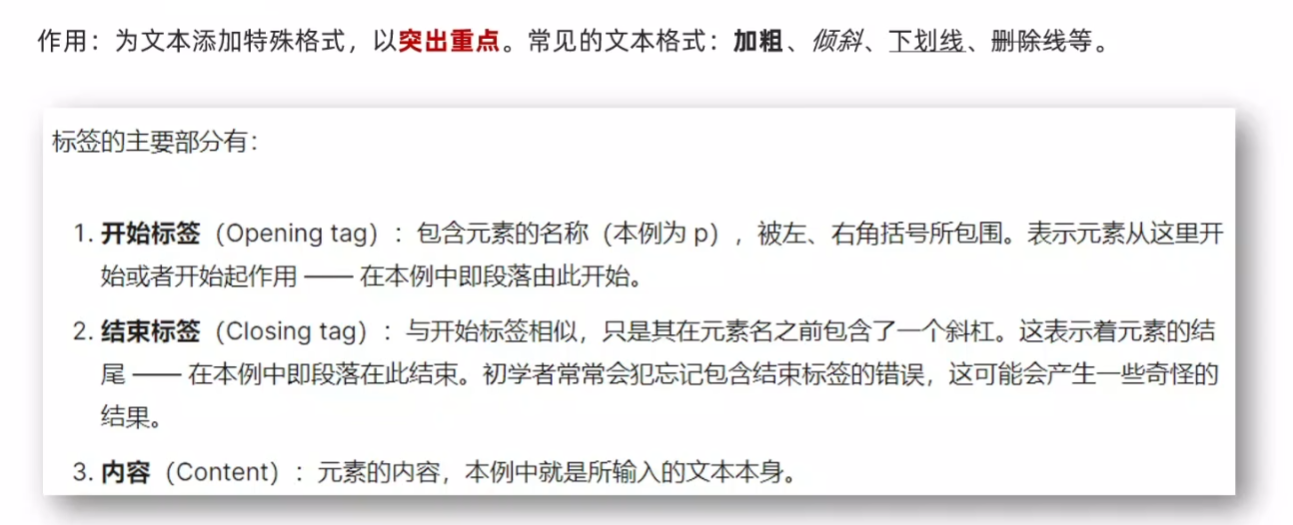 作用：为文本添加特殊格式，以突出重点。常见的文本格式：加粗、倾斜、下划线、删除线等。
标签的主要部分有：
1. 开始标签（Opening tag）：包含元素的名称（本例为 p），被左、右角括号所包围。表示元素从这里开
始或者开始起作用 —— 在本例中即段落由此开始。
2. 结束标签（Closing tag）：与开始标签相似，只是其在元素名之前包含了一个斜杠。这表示着元素的结
尾 —— 在本例中即段落在此结束。初学者常常会犯忘记包含结束标签的错误，这可能会产生一些奇怪的
结果。
3. 内容（Content）：元素的内容，本例中就是所输入的文本本身。